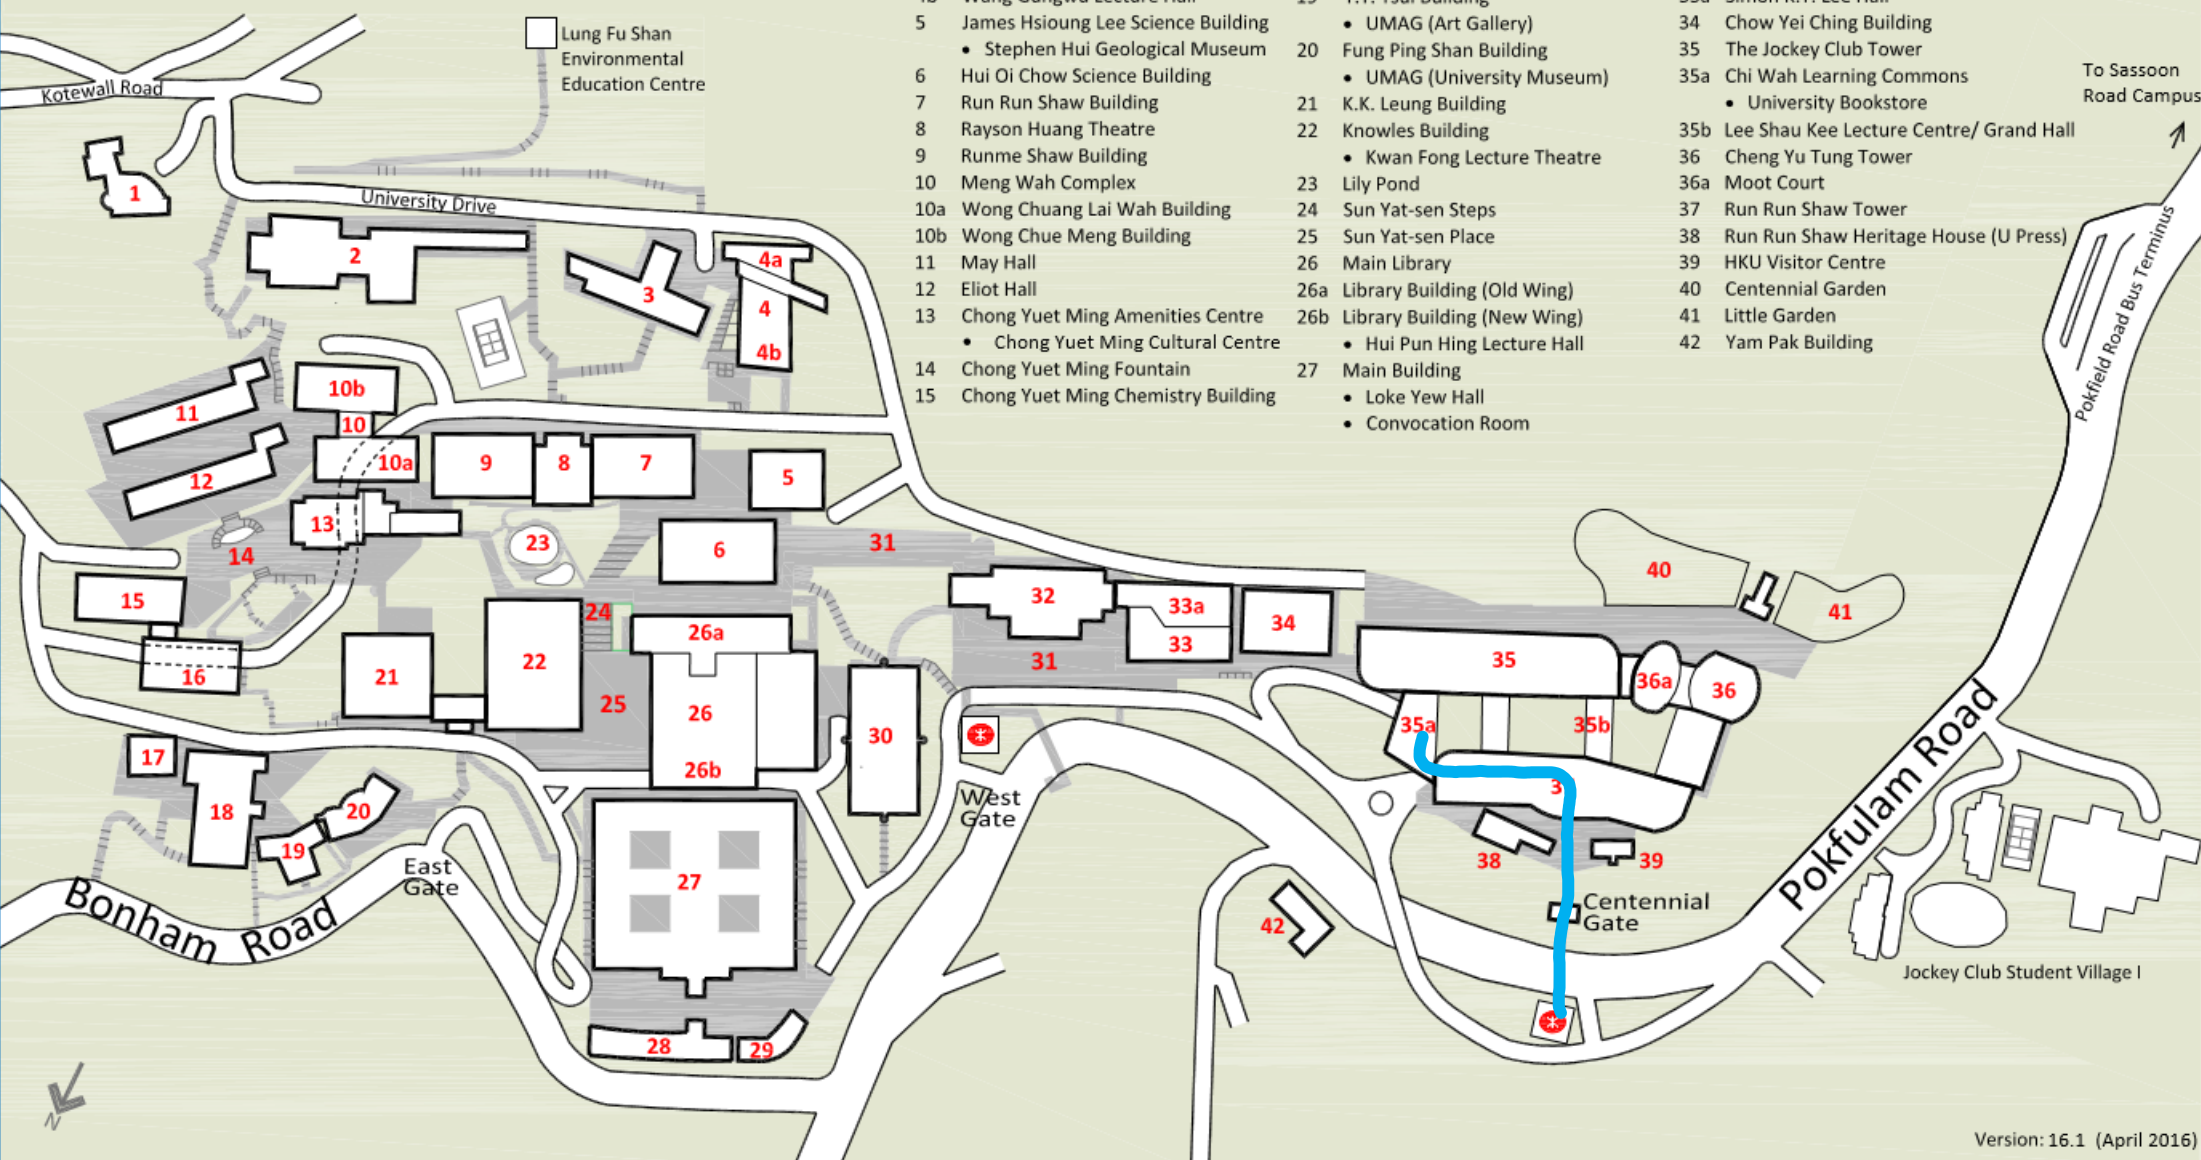 Lung Fu Shan
Environmental
Education Centre
Kotewall Road
University Drive
5 James Hsioung Lee Science Building
• Stephen Hui Geological Museum
6 Hui Oi Chow Science Building
7 Run Run Shaw Building
8 Rayson Huang Theatre
9 Runme Shaw Building
10 Meng Wah Complex
10a Wong Chuang Lai Wah Building
10b Wong Chue Meng Building
11 May Hall
12 Eliot Hall
13 Chong Yuet Ming Amenities Centre
• Chong Yuet Ming Cultural Centre
14 Chong Yuet Ming Fountain
15 Chong Yuet Ming Chemistry Building
• UMAG (Art Gallery)
20 Fung Ping Shan Building
• UMAG (University Museum)
21 K.K. Leung Building
22 Knowles Building
• Kwan Fong Lecture Theatre
23 Lily Pond
24 Sun Yat-sen Steps
25 Sun Yat-sen Place
26 Main Library
26a Library Building (Old Wing)
26b Library Building (New Wing)
• Hui Pun Hing Lecture Hall
27 Main Building
• Loke Yew Hall
• Convocation Room
34 Chow Yei Ching Building
35 The Jockey Club Tower
35a Chi Wah Learning Commons
• University Bookstore
35b Lee Shau Kee Lecture Centre/ Grand Hall
36 Cheng Yu Tung Tower
36a Moot Court
37 Run Run Shaw Tower
38 Run Run Shaw Heritage House (U Press)
39 HKU Visitor Centre
40 Centennial Garden
41 Little Garden
42 Yam Pak Building
To Sassoon
Road Campus
Pokfield Road Bus Terminus
1
2
3
4a
4
4b
10b
11
10
10a
9
8
7
5
12
13
14
23
6
31
15
24
26a
32
33a
33
34
40
41
16
21
22
25
26
26b
30
31
35
36a
36
35a
35b
3
17
18
19
20
27
28
29
38
39
42
West
Gate
East
Gate
Centennial
Gate
Bonham Road
Pokfulam Road
Jockey Club Student Village I
N
Version: 16.1 (April 2016)